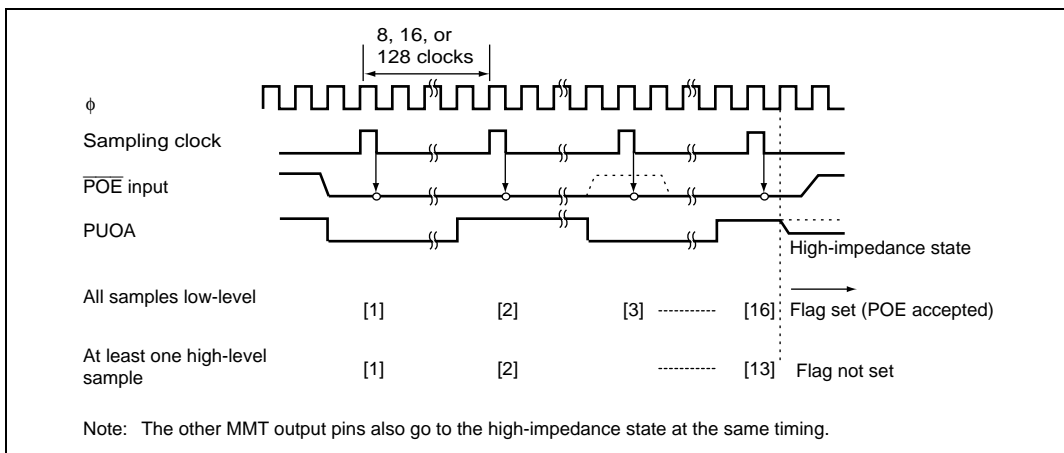 8, 16, or
128 clocks
ϕ
Sampling clock
POE input
PUOA
High-impedance state
All samples low-level [1] [2] [3] [16] Flag set (POE accepted)
At least one high-level
sample [1] [2] [13] Flag not set
Note: The other MMT output pins also go to the high-impedance state at the same timing.